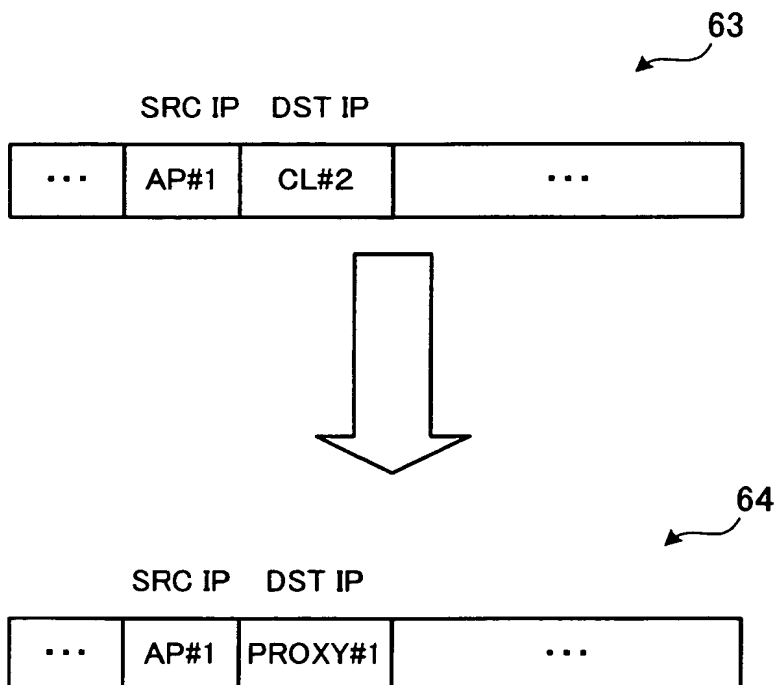 63
SRC IP DST IP
... AP#1 CL#2 ...
64
SRC IP DST IP
... AP#1 PROXY#1 ...